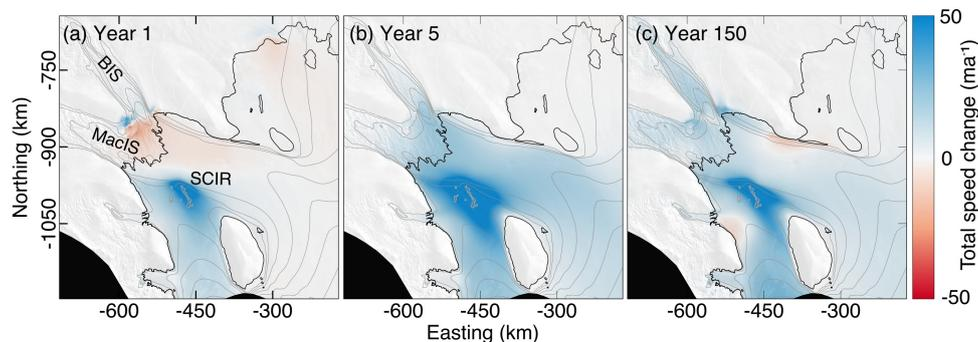 (a) Year 1
(b) Year 5
(c) Year 150
BIS
MacIS
SCIR
-750
-900
-1050
Northing (km)
-600
-450
-300
-600
-450
-300
-600
-450
-300
Easting (km)
50
0
-50
Total speed change (ma⁻¹)